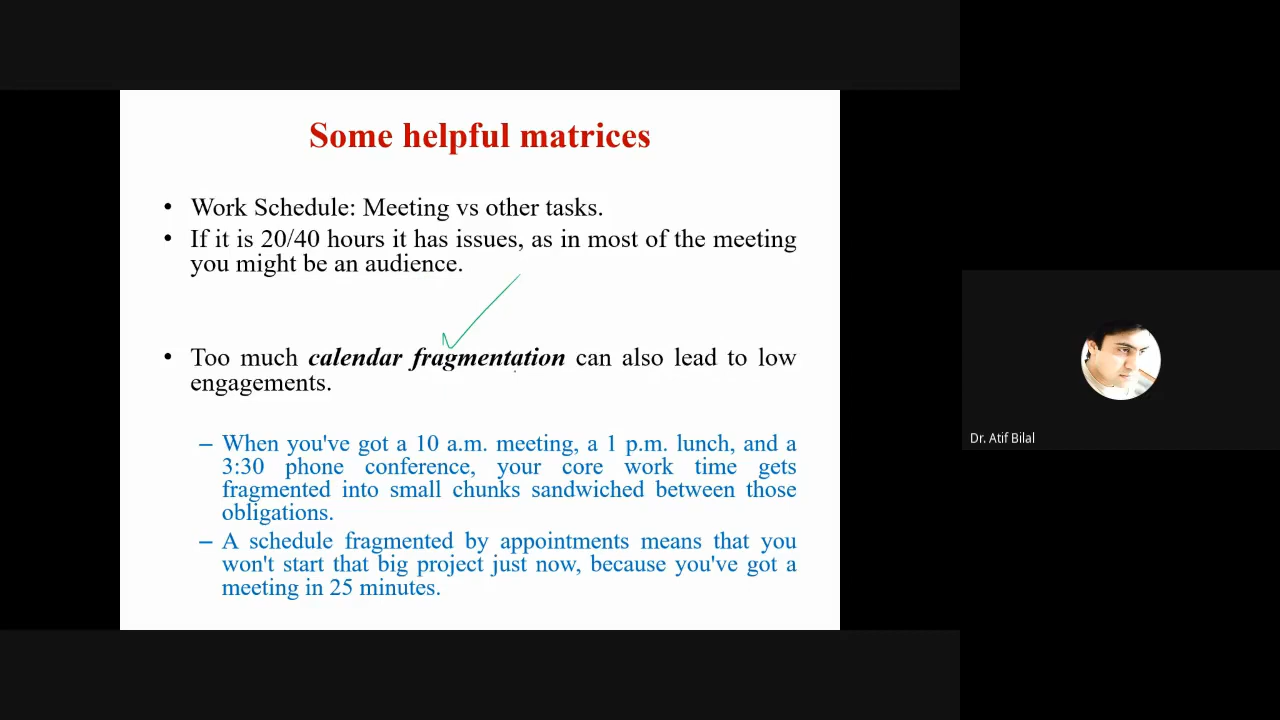 Some helpful matrices
• Work Schedule: Meeting vs other tasks.
• If it is 20/40 hours it has issues, as in most of the meeting
you might be an audience.
• Too much calendar fragmentation can also lead to low
engagements.
– When you've got a 10 a.m. meeting, a 1 p.m. lunch, and a
3:30 phone conference, your core work time gets
fragmented into small chunks sandwiched between those
obligations.
– A schedule fragmented by appointments means that you
won't start that big project just now, because you've got a
meeting in 25 minutes.
Dr. Atif Bilal